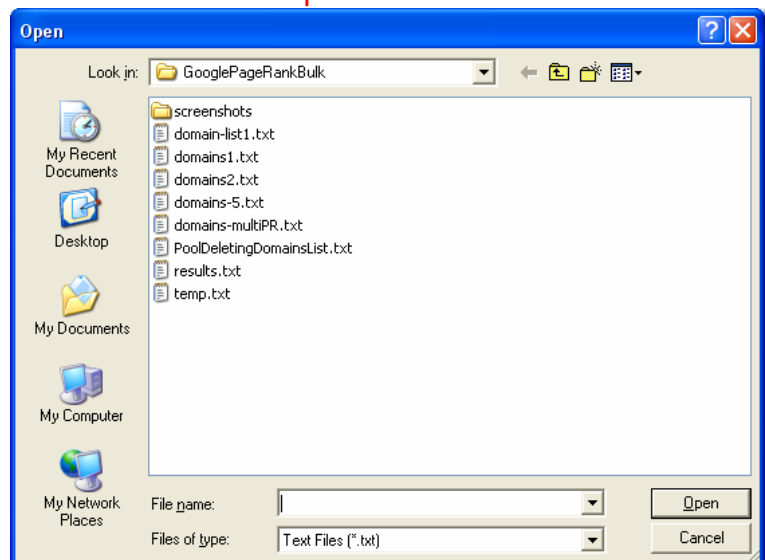 Open
Look in: GooglePageRankBulk
screenshots
domain-list1.txt
domains1.txt
domains2.txt
domains-5.txt
domains-multiPR.txt
PoolDeletingDomainsList.txt
results.txt
temp.txt
My Recent
Documents
Desktop
My Documents
My Computer
My Network
Places
File name:
Open
Files of type: Text Files (*.txt)
Cancel